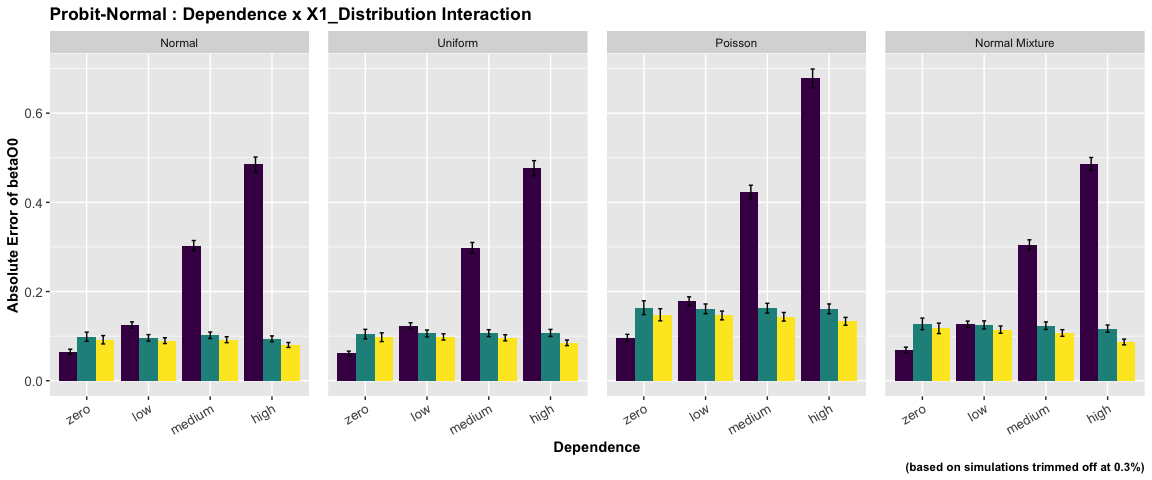 Probit-Normal : Dependence x X1_Distribution Interaction
Normal
Uniform
Poisson
Normal Mixture
Absolute Error of betaO0
0.6
0.4
0.2
0.0
zero low medium high
zero low medium high
zero low medium high
zero low medium high
Dependence
(based on simulations trimmed off at 0.3%)